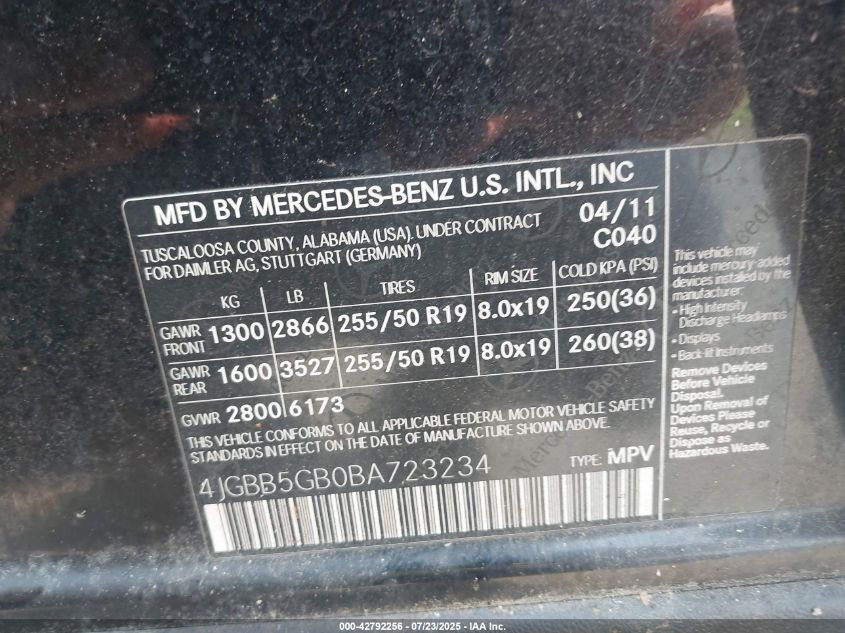 MFD BY MERCEDES-BENZ U.S. INTL., INC
TUSCALOOSA COUNTY, ALABAMA (USA). UNDER CONTRACT
FOR DAIMLER AG, STUTTGART (GERMANY)
04/11
C040
KG LB TIRES RIM SIZE COLD KPA (PSI)
GAWR FRONT 1300 2866 255/50 R19 8.0x19 250(36)
GAWR REAR 1600 3527 255/50 R19 8.0x19 260(38)
GVWR 2800 6173
THIS VEHICLE CONFORMS TO ALL APPLICABLE FEDERAL MOTOR VEHICLE SAFETY
STANDARDS IN EFFECT ON THE DATE OF MANUFACTURE SHOWN ABOVE.
4JGBB5GB0BA723234
TYPE: MPV
This vehicle may
include mercury-added
devices installed by the
manufacturer:
- High Intensity
Discharge Headlamps
- Displays
- Back-lit Instruments
Remove Devices
Before Vehicle
Disposal.
Upon Removal of
Devices Please
Reuse, Recycle or
Dispose as
Hazardous Waste.
000-42792256 - 07/23/2025 - IAA Inc.